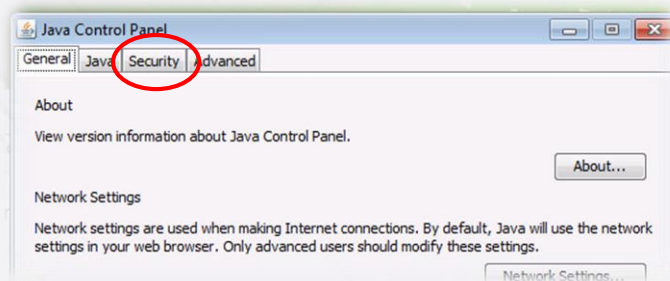 Java Control Panel
General Java Security Advanced
About
View version information about Java Control Panel.
About...
Network Settings
Network settings are used when making Internet connections. By default, Java will use the network
settings in your web browser. Only advanced users should modify these settings.
Network Settings...